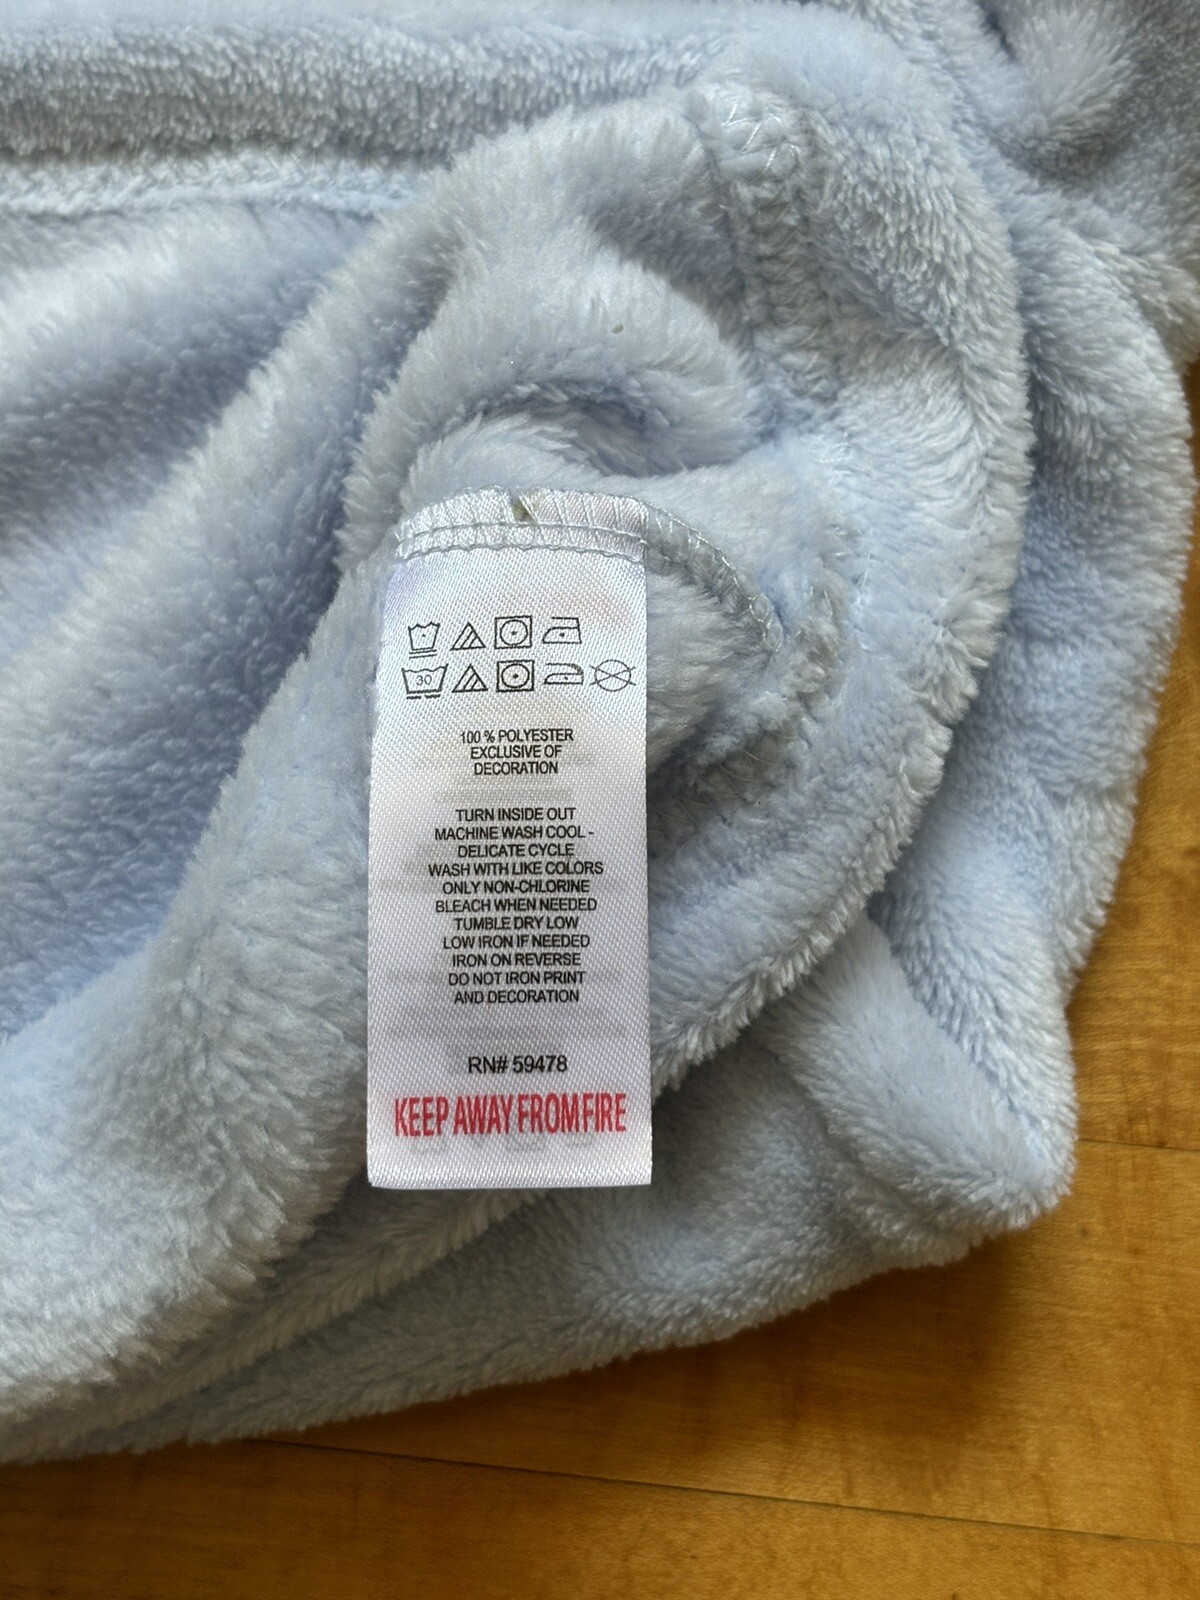 30
100 % POLYESTER
EXCLUSIVE OF
DECORATION
TURN INSIDE OUT
MACHINE WASH COOL -
DELICATE CYCLE
WASH WITH LIKE COLORS
ONLY NON-CHLORINE
BLEACH WHEN NEEDED
TUMBLE DRY LOW
LOW IRON IF NEEDED
IRON ON REVERSE
DO NOT IRON PRINT
AND DECORATION
RN# 59478
KEEP AWAY FROM FIRE